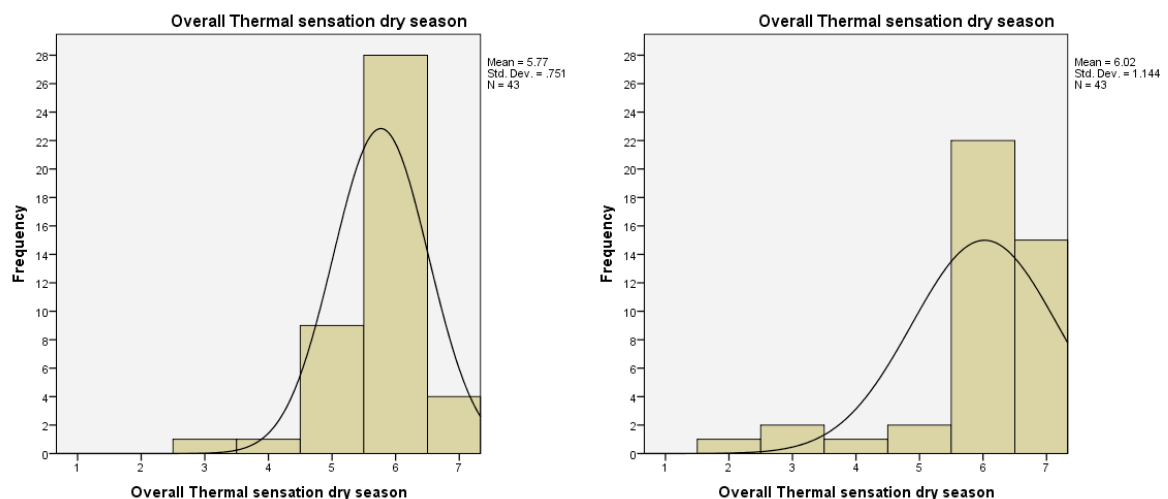 Overall Thermal sensation dry season
Mean = 5.77
Std. Dev. = .751
N = 43
28
26
24
22
20
18
16
14
12
10
8
6
4
2
0
Frequency
1 2 3 4 5 6 7
Overall Thermal sensation dry season
Overall Thermal sensation dry season
Mean = 6.02
Std. Dev. = 1.144
N = 43
28
26
24
22
20
18
16
14
12
10
8
6
4
2
0
Frequency
1 2 3 4 5 6 7
Overall Thermal sensation dry season